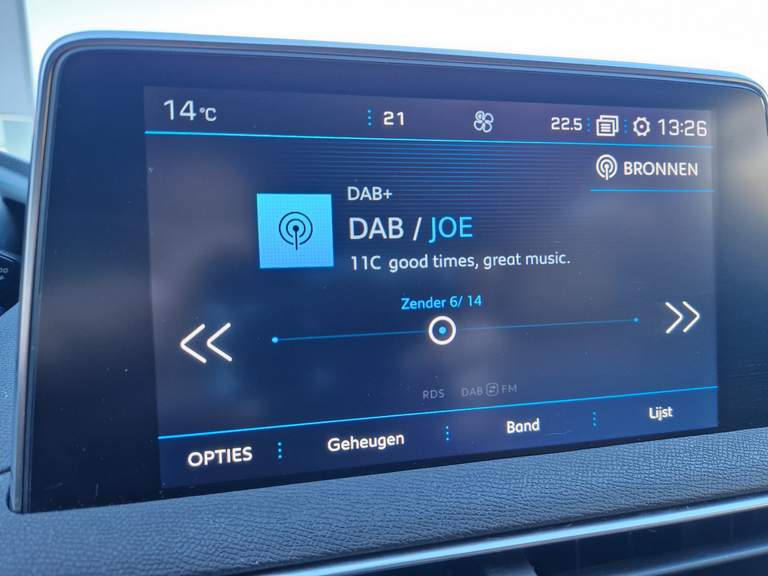 14°C 21 22.5 13:26
BRONNEN
DAB+
DAB / JOE
11C good times, great music.
Zender 6/ 14
RDS DAB FM
OPTIES Geheugen Band Lijst